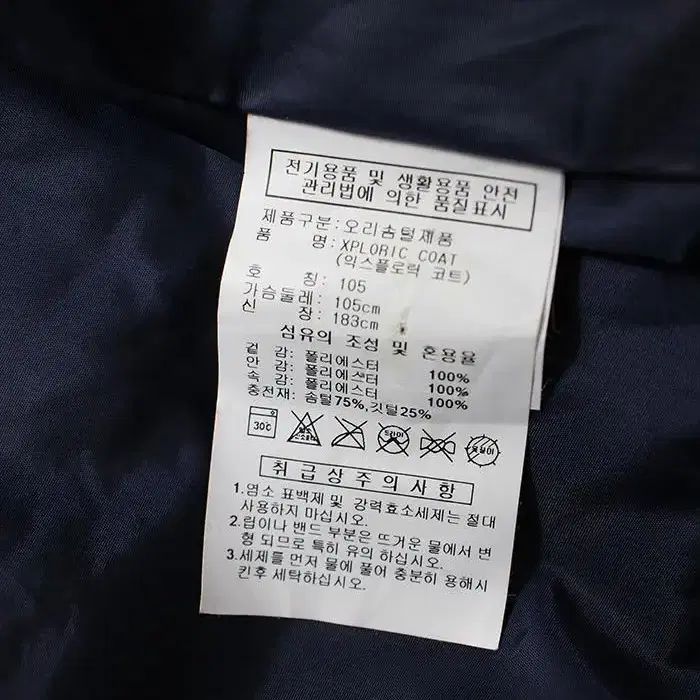 전기용품 및 생활용품 안전
관리법에 의한 품질표시
제품구분: 오리솜털제품
품 명: XPLORIC COAT
(익스플로릭 코트)
호 칭: 105
가슴둘레: 105cm
신 장: 183cm
섬유의 조성 및 혼용율
겉 감: 폴리에스터 100%
안 감: 폴리에스터 100%
속 감: 폴리에스터 100%
충전재: 솜털75%,깃털25%
30℃
드라이
옷걸이
취급상주의사항
1.염소 표백제 및 강력효소세제는 절대
사용하지 마십시오.
2.립이나 밴드 부분은 뜨거운 물에서 변
형 되므로 특히 유의 하십시오.
3.세제를 먼저 물에 풀어 충분히 용해시
킨후 세탁하십시오.